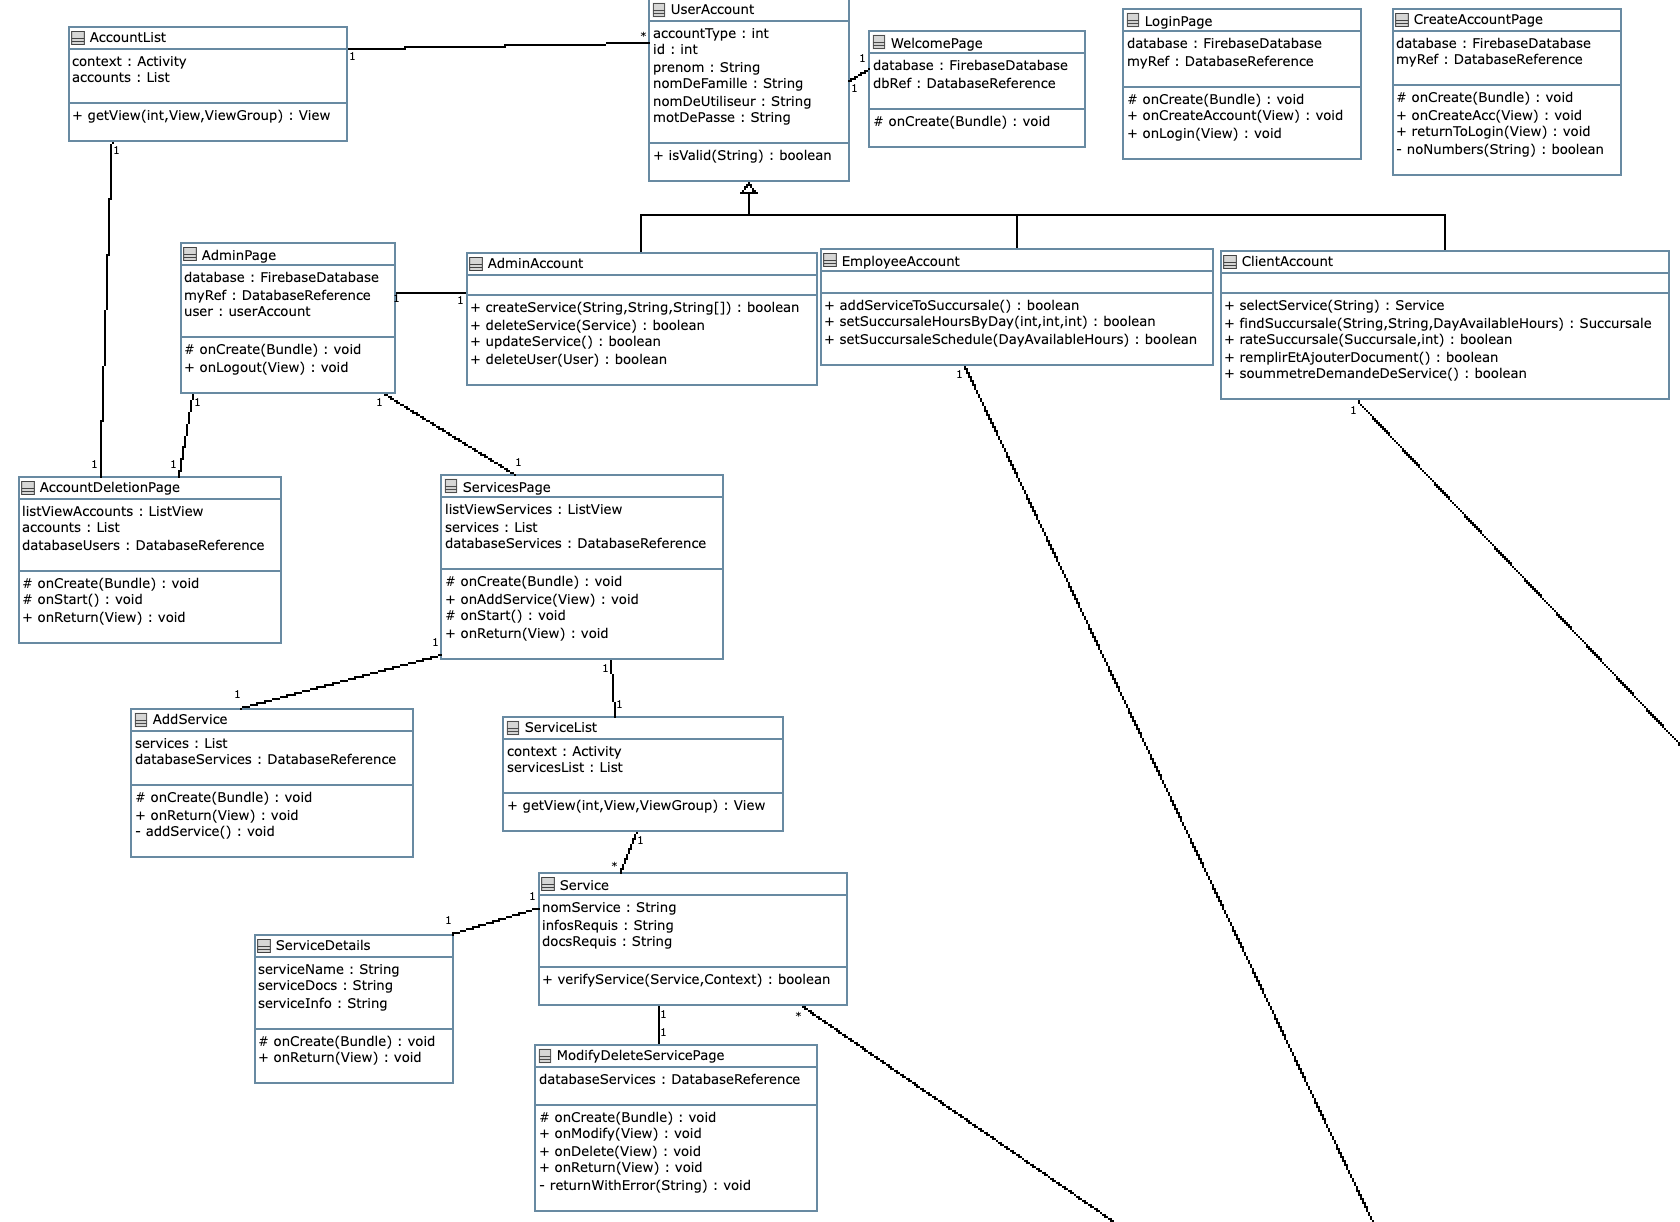 AccountList
context : Activity
accounts : List
+ getView(int,View,ViewGroup) : View
1
1
*
UserAccount
accountType : int
id : int
prenom : String
nomDeFamille : String
nomDeUtiliseur : String
motDePasse : String
+ isValid(String) : boolean
1
1
WelcomePage
database : FirebaseDatabase
dbRef : DatabaseReference
# onCreate(Bundle) : void
LoginPage
database : FirebaseDatabase
myRef : DatabaseReference
# onCreate(Bundle) : void
+ onCreateAccount(View) : void
+ onLogin(View) : void
CreateAccountPage
database : FirebaseDatabase
myRef : DatabaseReference
# onCreate(Bundle) : void
+ onCreateAcc(View) : void
+ returnToLogin(View) : void
- noNumbers(String) : boolean
AdminPage
database : FirebaseDatabase
myRef : DatabaseReference
user : userAccount
# onCreate(Bundle) : void
+ onLogout(View) : void
1
1
1
1
AdminAccount
+ createService(String,String,String[]) : boolean
+ deleteService(Service) : boolean
+ updateService() : boolean
+ deleteUser(User) : boolean
EmployeeAccount
+ addServiceToSuccursale() : boolean
+ setSuccursaleHoursByDay(int,int,int) : boolean
+ setSuccursaleSchedule(DayAvailableHours) : boolean
1
ClientAccount
+ selectService(String) : Service
+ findSuccursale(String,String,DayAvailableHours) : Succursale
+ rateSuccursale(Succursale,int) : boolean
+ remplirEtAjouterDocument() : boolean
+ soummetreDemandeDeService() : boolean
1
1
1
AccountDeletionPage
listViewAccounts : ListView
accounts : List
databaseUsers : DatabaseReference
# onCreate(Bundle) : void
# onStart() : void
+ onReturn(View) : void
1
ServicesPage
listViewServices : ListView
services : List
databaseServices : DatabaseReference
# onCreate(Bundle) : void
+ onAddService(View) : void
# onStart() : void
+ onReturn(View) : void
1
1
1
AddService
services : List
databaseServices : DatabaseReference
# onCreate(Bundle) : void
+ onReturn(View) : void
- addService() : void
1
ServiceList
context : Activity
servicesList : List
+ getView(int,View,ViewGroup) : View
1
*
Service
nomService : String
infosRequis : String
docsRequis : String
+ verifyService(Service,Context) : boolean
1
1
ServiceDetails
serviceName : String
serviceDocs : String
serviceInfo : String
# onCreate(Bundle) : void
+ onReturn(View) : void
1
1
*
ModifyDeleteServicePage
databaseServices : DatabaseReference
# onCreate(Bundle) : void
+ onModify(View) : void
+ onDelete(View) : void
+ onReturn(View) : void
- returnWithError(String) : void